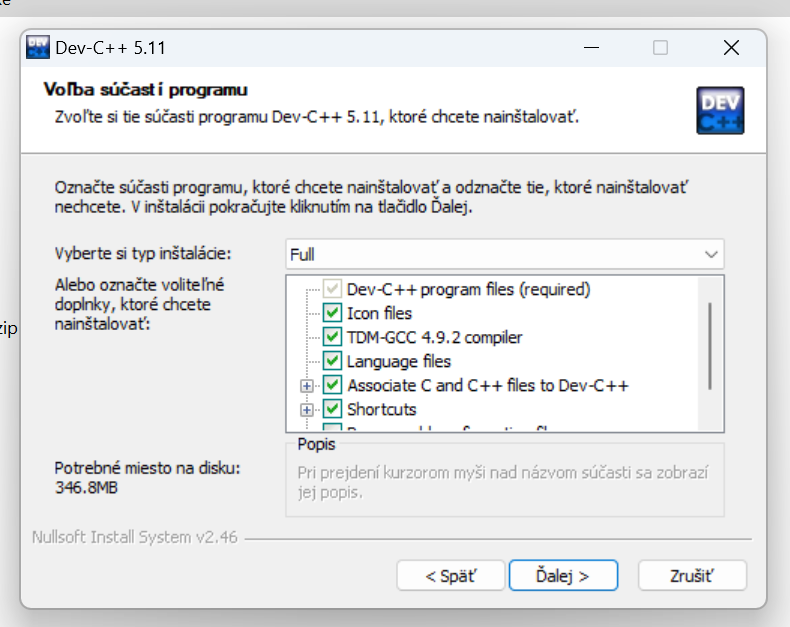 Dev-C++ 5.11
Voľba súčastí programu
Zvoľte si tie súčasti programu Dev-C++ 5.11, ktoré chcete nainštalovať.
DEV
C++
Označte súčasti programu, ktoré chcete nainštalovať a odznačte tie, ktoré nainštalovať
nechcete. V inštalácii pokračujte kliknutím na tlačidlo Ďalej.
Vyberte si typ inštalácie:
Full
Alebo označte voliteľné
doplnky, ktoré chcete
nainštalovať:
Dev-C++ program files (required)
Icon files
TDM-GCC 4.9.2 compiler
Language files
Associate C and C++ files to Dev-C++
Shortcuts
zip
Popis
Pri prejdení kurzorom myši nad názvom súčasti sa zobrazí
jej popis.
Potrebné miesto na disku:
346.8MB
Nullsoft Install System v2.46
< Späť
Ďalej >
Zrušiť